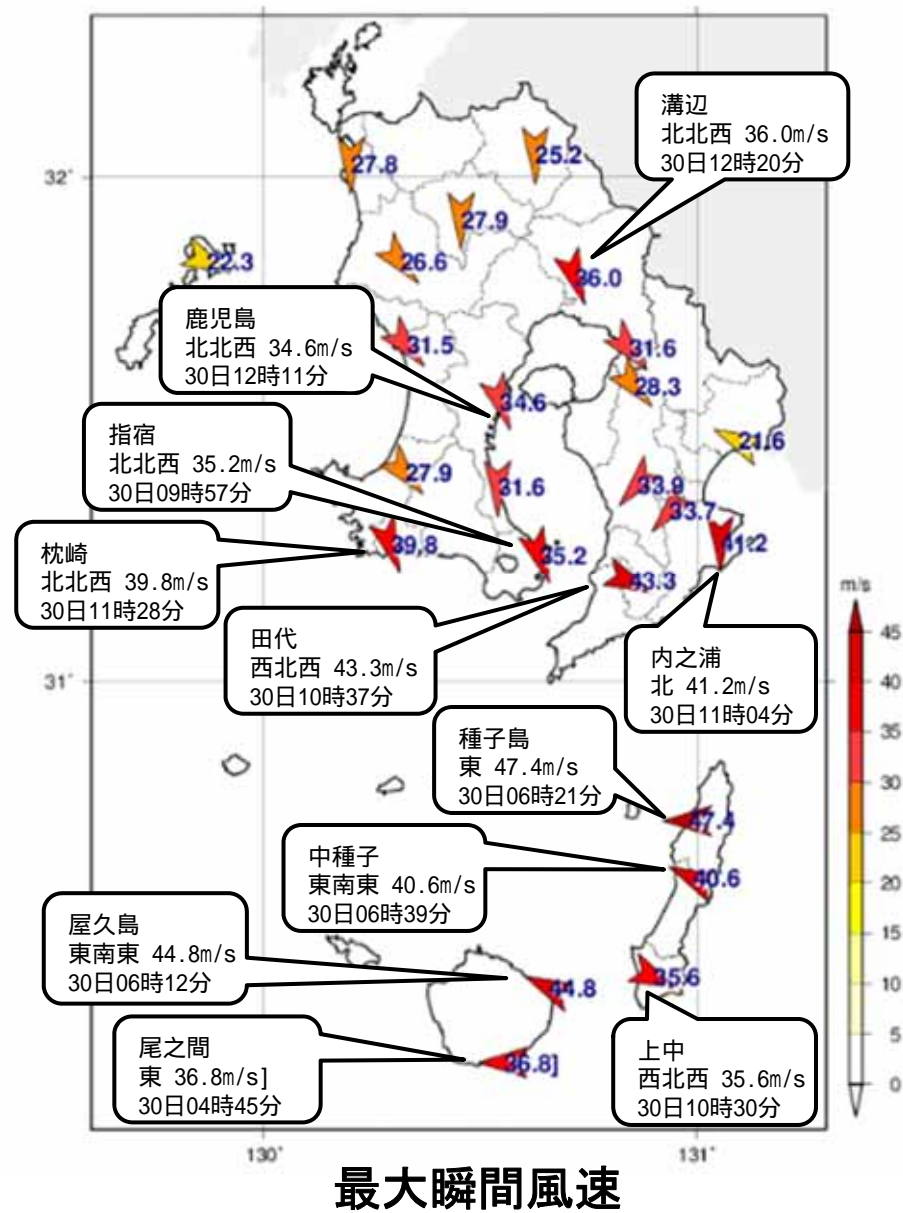 溝辺
北北西 36.0m/s
30日12時20分
32°
27.8
25.2
27.9
22.3
26.6
36.0
鹿児島
北北西 34.6m/s
30日12時11分
31.5
31.6
28.3
34.6
指宿
北北西 35.2m/s
30日09時57分
21.6
27.9
31.6
33.9
33.7
枕崎
北北西 39.8m/s
30日11時28分
39.8
35.2
41.2
43.3
田代
西北西 43.3m/s
30日10時37分
内之浦
北 41.2m/s
30日11時04分
31°
種子島
東 47.4m/s
30日06時21分
47.4
中種子
東南東 40.6m/s
30日06時39分
40.6
屋久島
東南東 44.8m/s
30日06時12分
44.8
35.6
尾之間
東 36.8m/s]
30日04時45分
36.8]
上中
西北西 35.6m/s
30日10時30分
m/s
45
40
35
30
25
20
15
10
5
0
130°
131°
最大瞬間風速